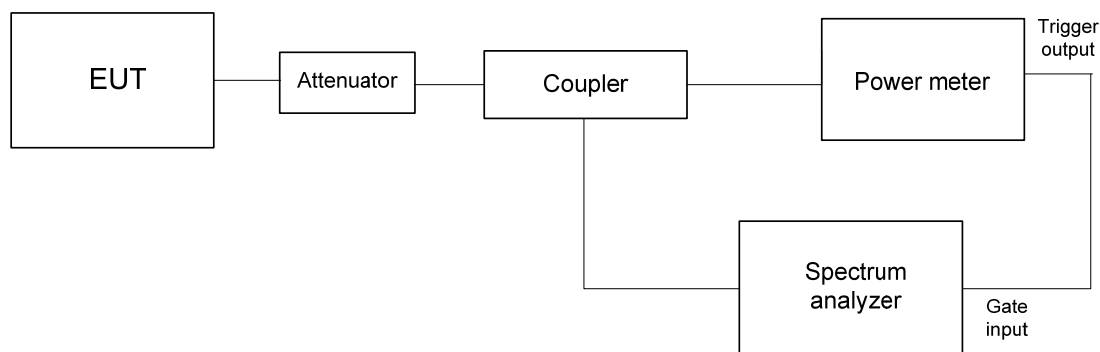 EUT
Attenuator
Coupler
Power meter
Trigger
output
Spectrum
analyzer
Gate
input